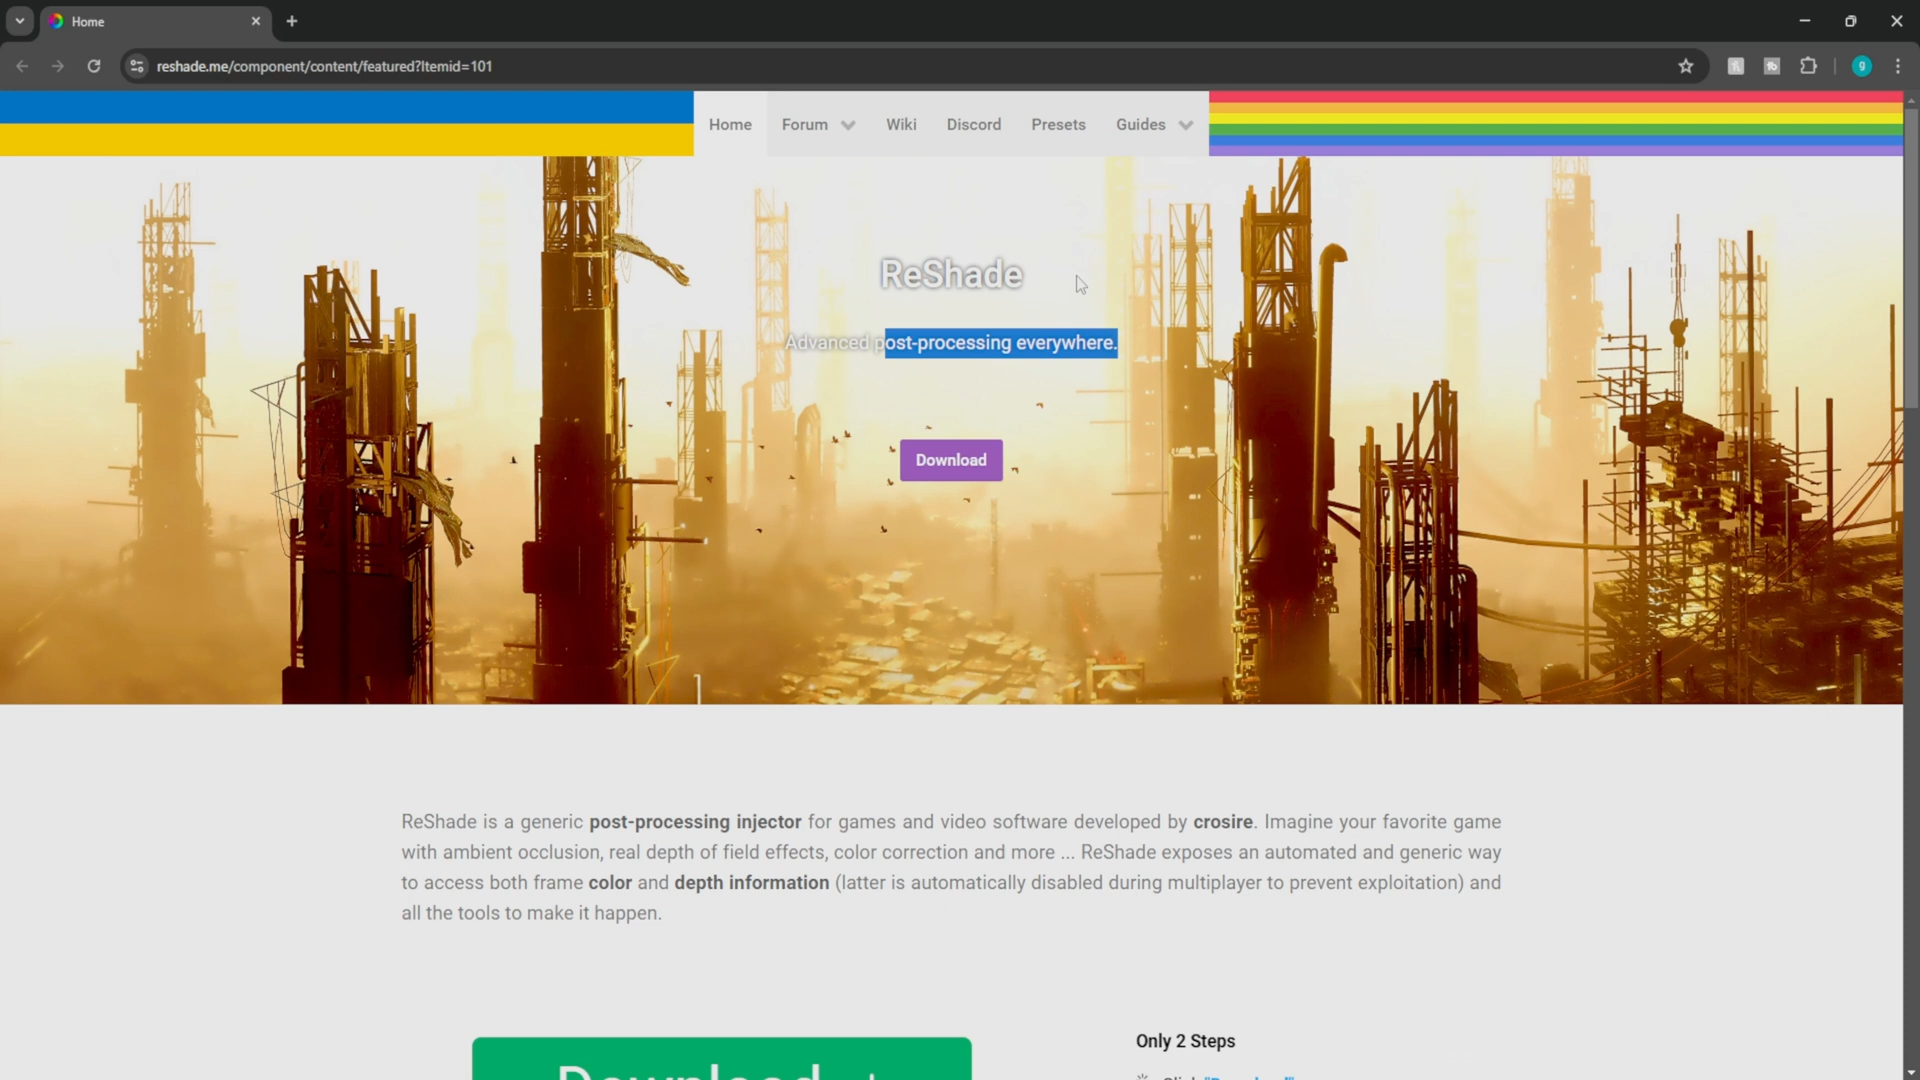 Home
reshade.me/component/content/featured?Itemid=101
g
Home Forum Wiki Discord Presets Guides
ReShade
Advanced post-processing everywhere.
Download
ReShade is a generic post-processing injector for games and video software developed by crosire. Imagine your favorite game
with ambient occlusion, real depth of field effects, color correction and more ... ReShade exposes an automated and generic way
to access both frame color and depth information (latter is automatically disabled during multiplayer to prevent exploitation) and
all the tools to make it happen.
Download
Only 2 Steps
Click "Download"